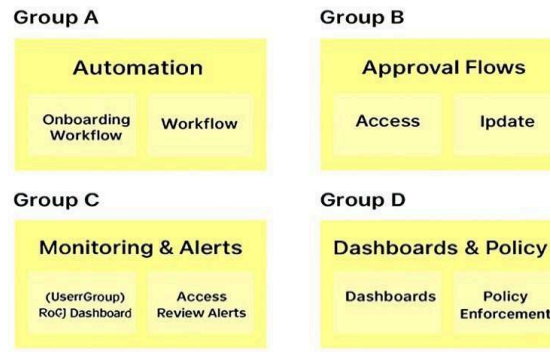 Group A
Group B
Automation
Approval Flows
Onboarding
Workflow
Workflow
Access
Ipdate
Group C
Group D
Monitoring & Alerts
Dashboards & Policy
(UserrGroup)
RoGJ Dashboard
Access
Review Alerts
Dashboards
Policy
Enforcement